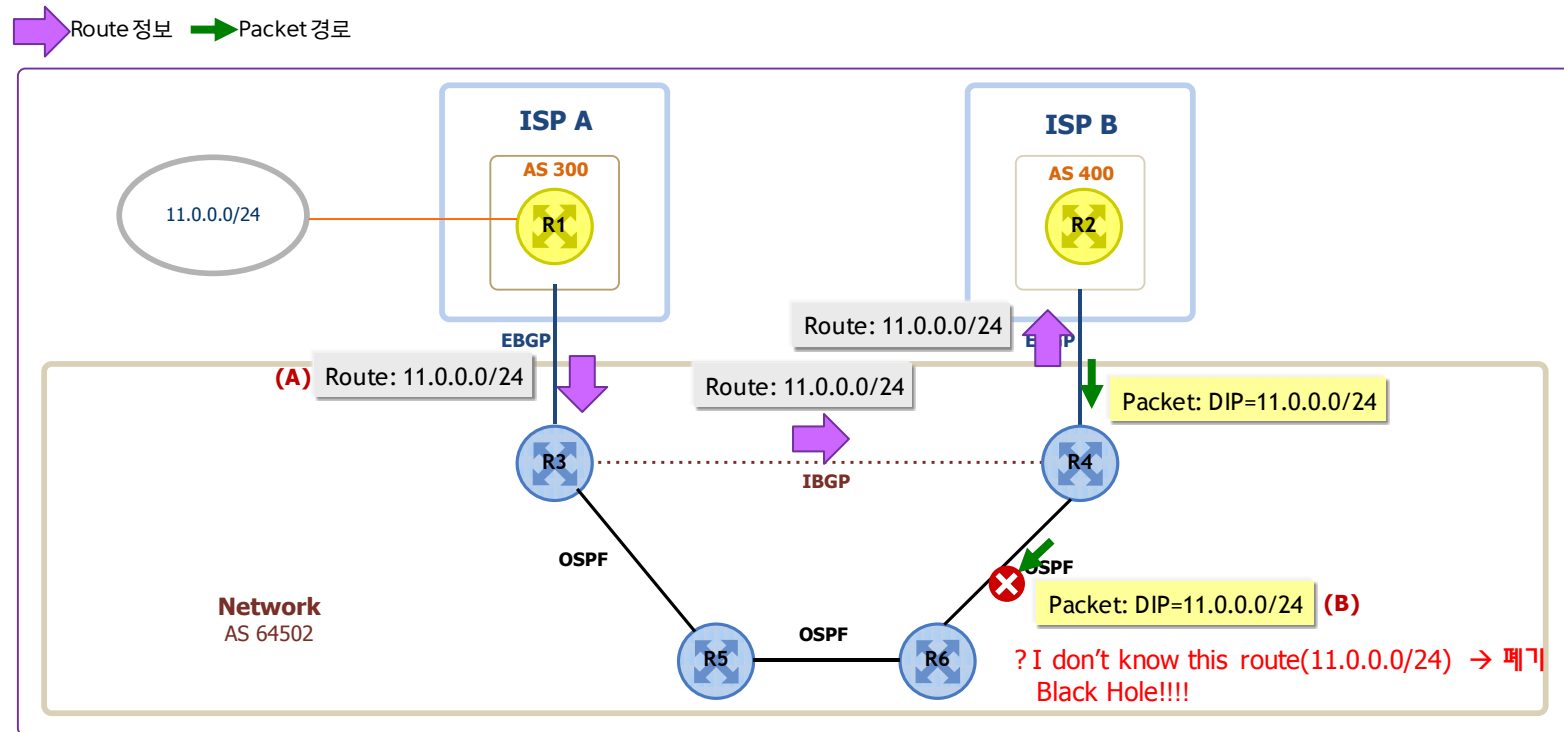 Route 정보
Packet 경로
ISP A
ISP B
AS 300
AS 400
11.0.0.0/24
R1
R2
Route: 11.0.0.0/24
EBGP
(A) Route: 11.0.0.0/24
Route: 11.0.0.0/24
Packet: DIP=11.0.0.0/24
R3
R4
IBGP
OSPF
OSPF
Packet: DIP=11.0.0.0/24 (B)
Network
AS 64502
OSPF
R5
R6
? I don't know this route(11.0.0.0/24) → 폐기
Black Hole!!!!